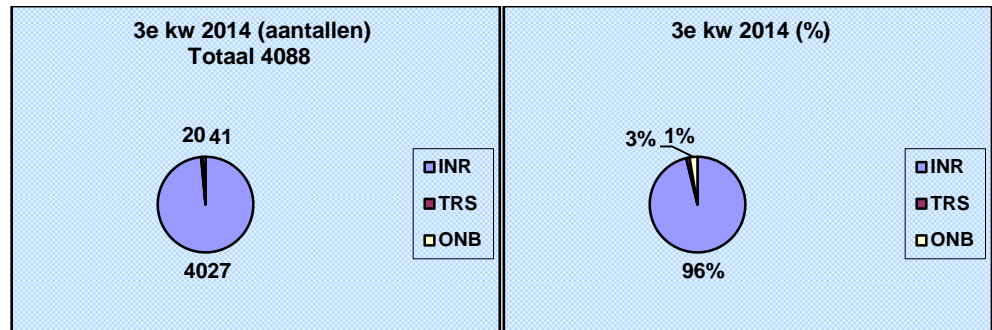 3e kw 2014 (aantallen)
Totaal 4088
20 41
4027
INR
TRS
ONB
3e kw 2014 (%)
3% 1%
96%
INR
TRS
ONB